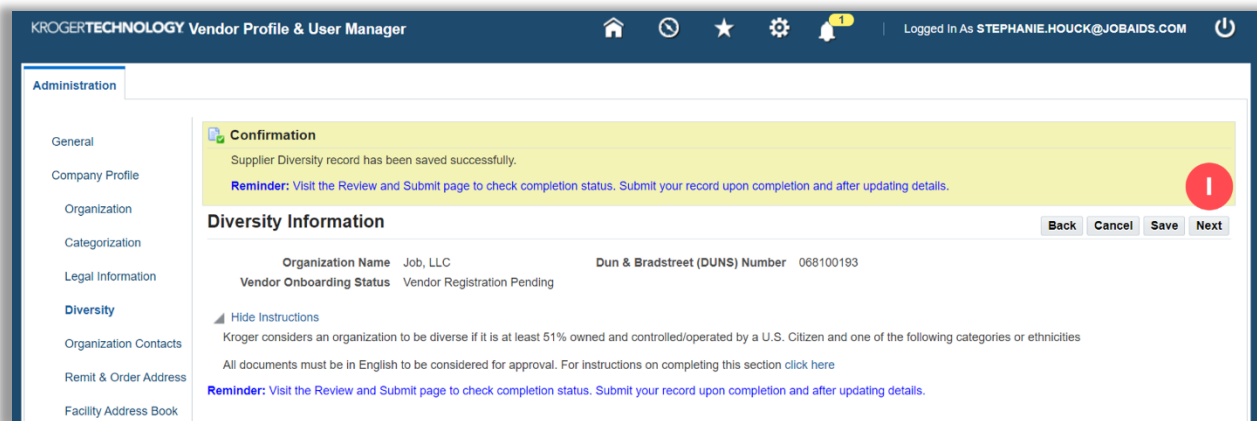 KROGERTECHNOLOGY. Vendor Profile & User Manager
1
Logged In As STEPHANIE.HOUCK@JOBAIDS.COM
Administration
General
Company Profile
Organization
Categorization
Legal Information
Diversity
Organization Contacts
Remit & Order Address
Facility Address Book
Confirmation
Supplier Diversity record has been saved successfully.
Reminder: Visit the Review and Submit page to check completion status. Submit your record upon completion and after updating details.
I
Diversity Information
Back Cancel Save Next
Organization Name Job, LLC Dun & Bradstreet (DUNS) Number 068100193
Vendor Onboarding Status Vendor Registration Pending
Hide Instructions
Kroger considers an organization to be diverse if it is at least 51% owned and controlled/operated by a U.S. Citizen and one of the following categories or ethnicities
All documents must be in English to be considered for approval. For instructions on completing this section click here
Reminder: Visit the Review and Submit page to check completion status. Submit your record upon completion and after updating details.